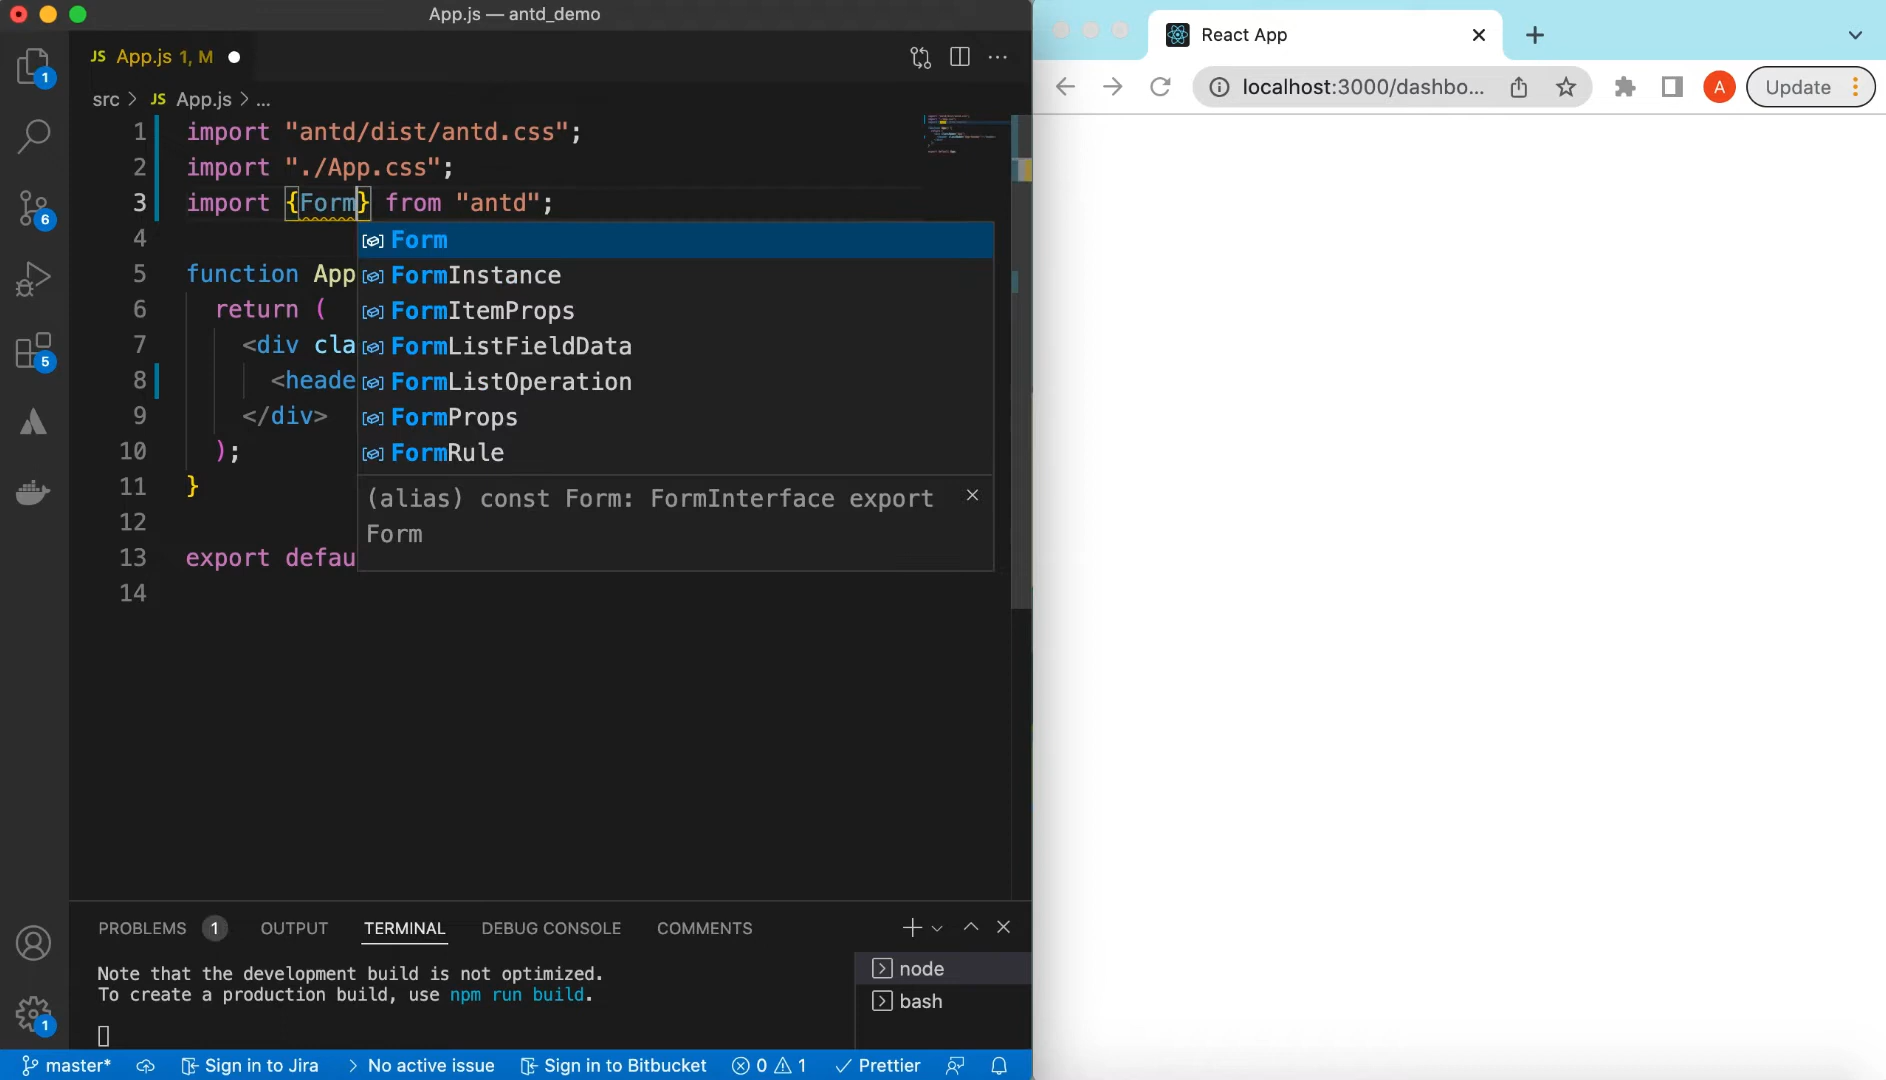 App.js — antd_demo
JS App.js 1, M
src > JS App.js > ...
1 import "antd/dist/antd.css";
2 import "./App.css";
3 import {Form} from "antd";
4
5 function App
6 return (
7 <div cla
8 <heade
9 </div>
10 );
11 }
12
13 export defau
14
Form
FormInstance
FormItemProps
FormListFieldData
FormListOperation
FormProps
FormRule
(alias) const Form: FormInterface export
Form
1
6
5
1
PROBLEMS 1 OUTPUT TERMINAL DEBUG CONSOLE COMMENTS
Note that the development build is not optimized.
To create a production build, use npm run build.
node
bash
master* Sign in to Jira > No active issue Sign in to Bitbucket 0 1 Prettier
React App
localhost:3000/dashbo...
A
Update